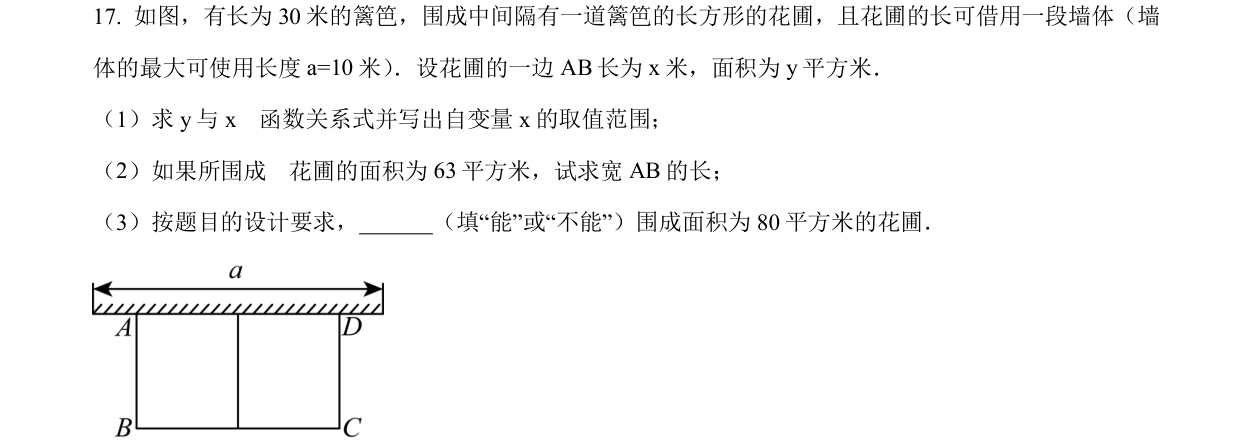 17. 如图，有长为 30 米的篱笆，围成中间隔有一道篱笆的长方形的花圃，且花圃的长可借用一段墙体（墙
体的最大可使用长度 a=10 米）．设花圃的一边 AB 长为 x 米，面积为 y 平方米．
（1）求 y 与 x　函数关系式并写出自变量 x 的取值范围；
（2）如果所围成　花圃的面积为 63 平方米，试求宽 AB 的长；
（3）按题目的设计要求，______（填“能”或“不能”）围成面积为 80 平方米的花圃．
a
A D
B C